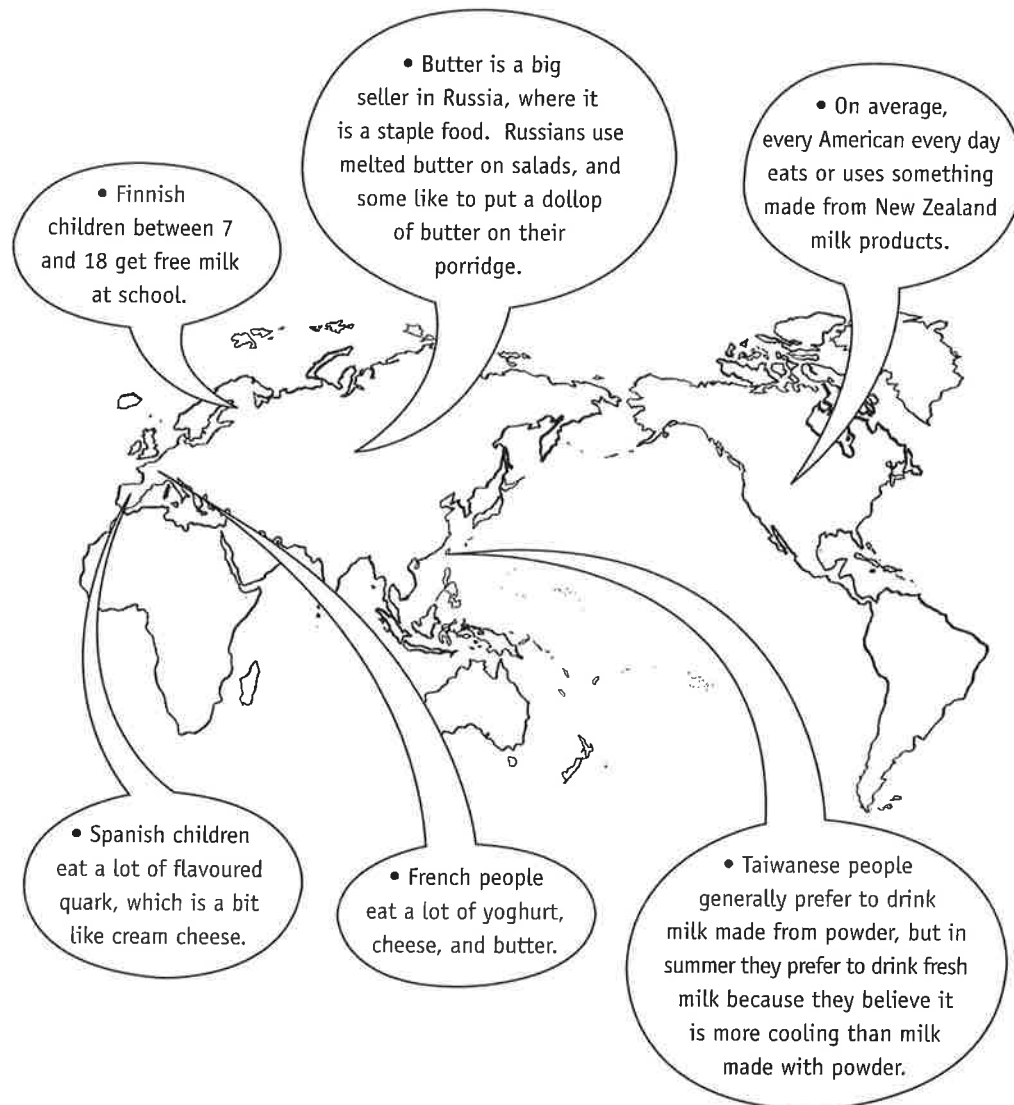 • Butter is a big
seller in Russia, where it
is a staple food. Russians use
melted butter on salads, and
some like to put a dollop
of butter on their
porridge.
• On average,
every American every day
eats or uses something
made from New Zealand
milk products.
• Finnish
children between 7
and 18 get free milk
at school.
• Spanish children
eat a lot of flavoured
quark, which is a bit
like cream cheese.
• French people
eat a lot of yoghurt,
cheese, and butter.
• Taiwanese people
generally prefer to drink
milk made from powder, but in
summer they prefer to drink fresh
milk because they believe it
is more cooling than milk
made with powder.